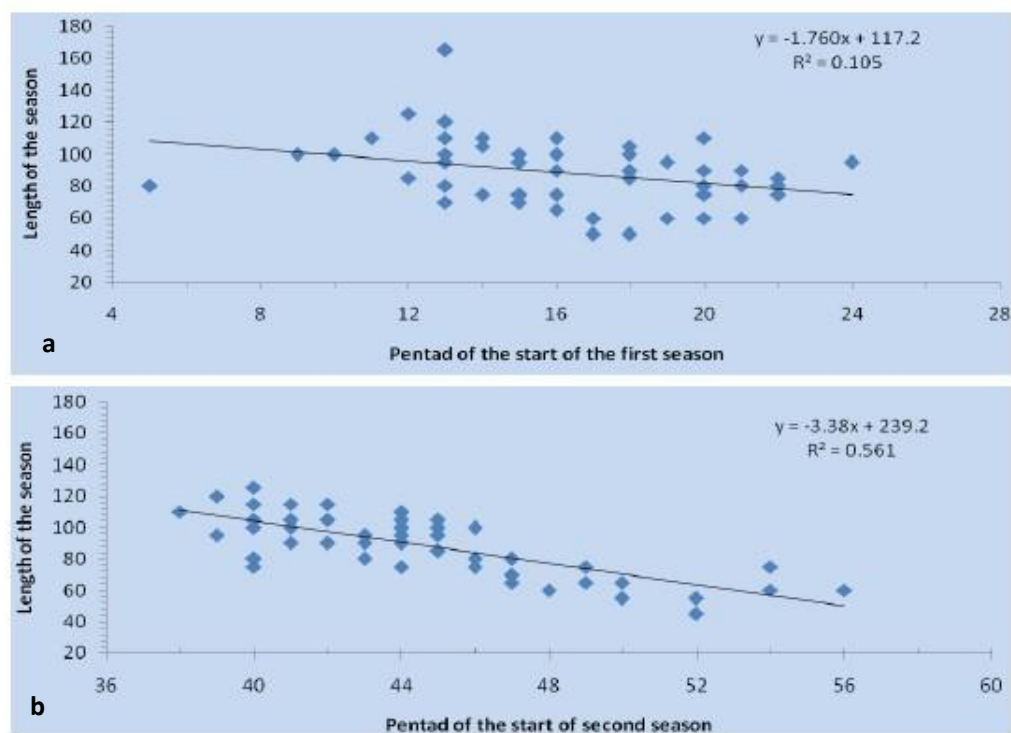 180
160
140
120
100
80
60
40
20
Length of the season
y = -1.760x + 117.2
R² = 0.105
4 8 12 16 20 24 28
a
Pentad of the start of the first season
180
160
140
120
100
80
60
40
20
Length of the season
y = -3.38x + 239.2
R² = 0.561
36 40 44 48 52 56 60
b
Pentad of the start of second season